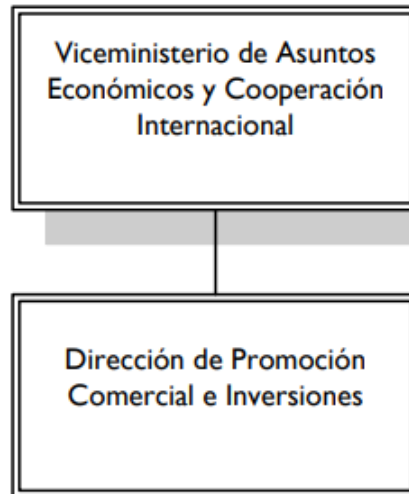 Viceministerio de Asuntos
Económicos y Cooperación
Internacional
Dirección de Promoción
Comercial e Inversiones